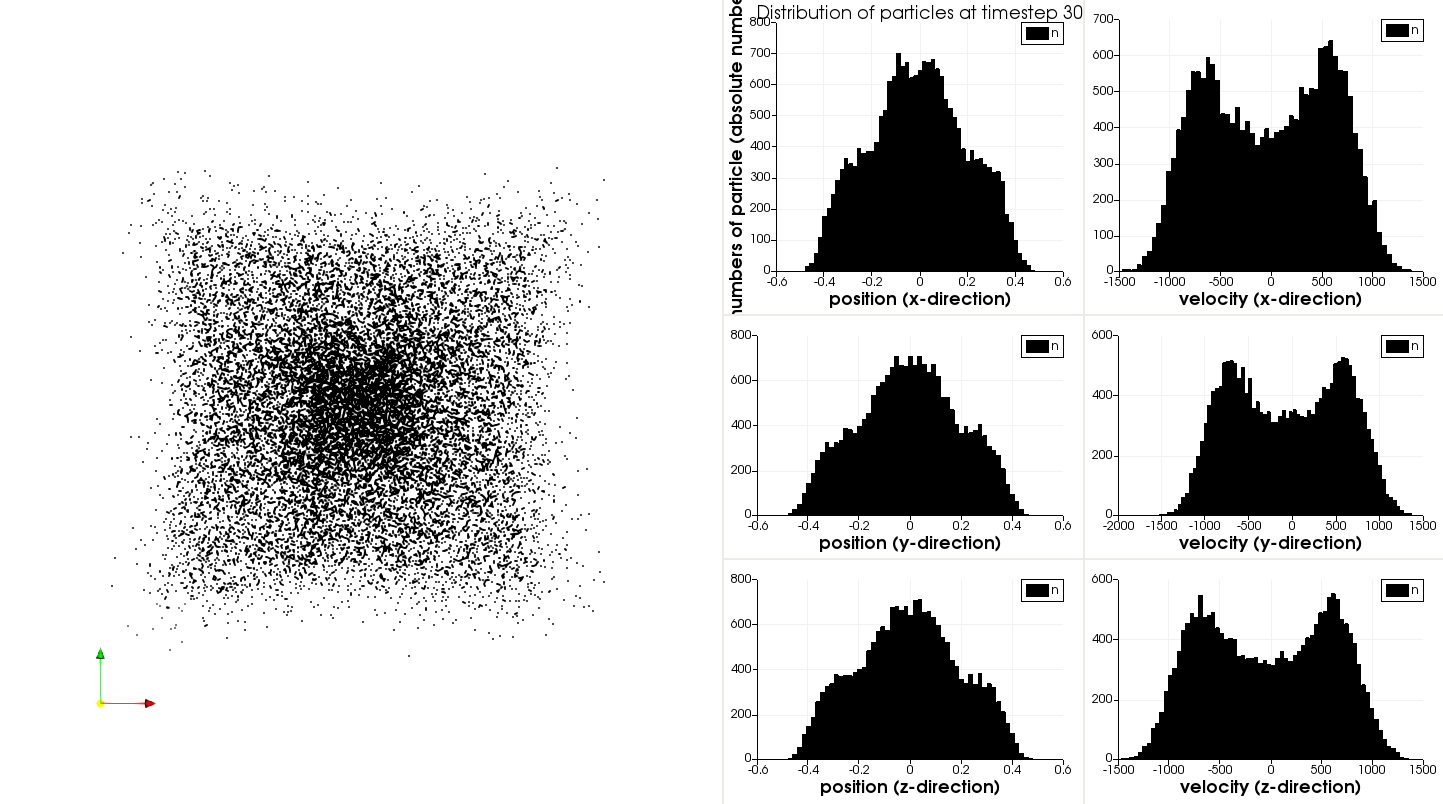 Distribution of particles at timestep 30
numbers of particle (absolute numbe
800
700
600
500
400
300
200
100
0
-0.6 -0.4 -0.2 0 0.2 0.4 0.6
position (x-direction)
n
700
600
500
400
300
200
100
0
-1500 -1000 -500 0 500 1000 1500
velocity (x-direction)
n
800
600
400
200
0
-0.6 -0.4 -0.2 0 0.2 0.4 0.6
position (y-direction)
n
600
400
200
0
-2000 -1500 -1000 -500 0 500 1000 1500
velocity (y-direction)
n
800
600
400
200
0
-0.6 -0.4 -0.2 0 0.2 0.4 0.6
position (z-direction)
n
600
400
200
0
-1500 -1000 -500 0 500 1000 1500
velocity (z-direction)
n